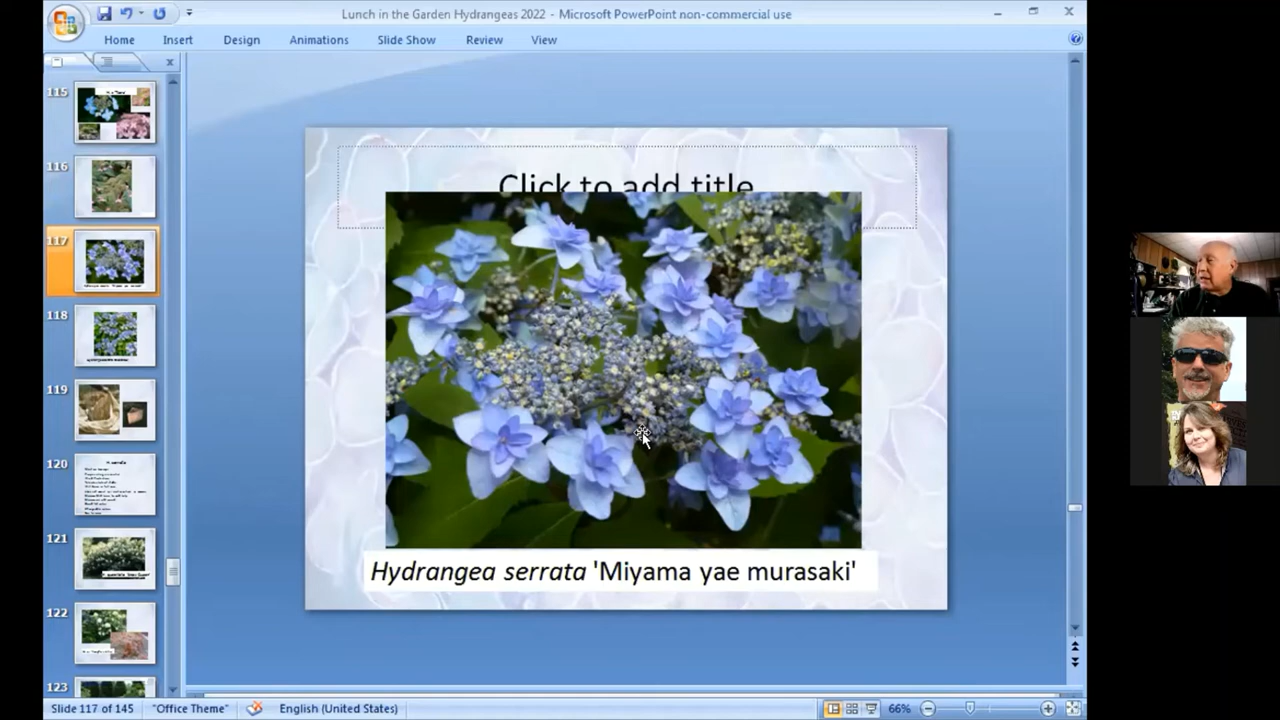 Lunch in the Garden Hydrangeas 2022 - Microsoft PowerPoint non-commercial use
Home Insert Design Animations Slide Show Review View
115
116
117
118
119
120
121
122
123
Click to add title
Hydrangea serrata 'Miyama yae murasaki'
Slide 117 of 145 "Office Theme" English (United States) 66%